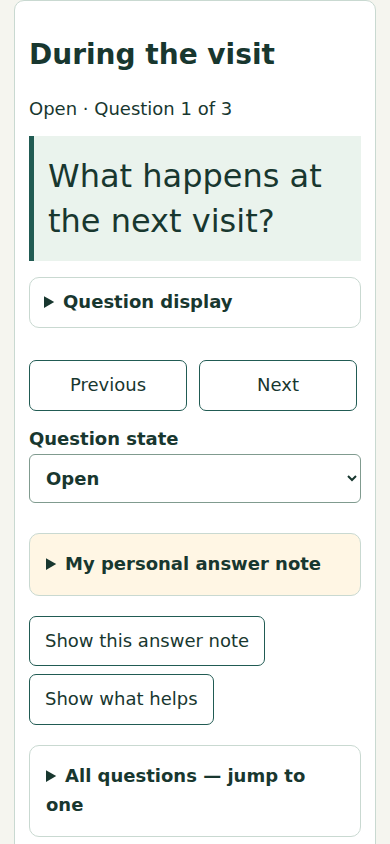 During the visit
Open · Question 1 of 3
What happens at
the next visit?
Question display
Previous
Next
Question state
Open
My personal answer note
Show this answer note
Show what helps
All questions — jump to
one